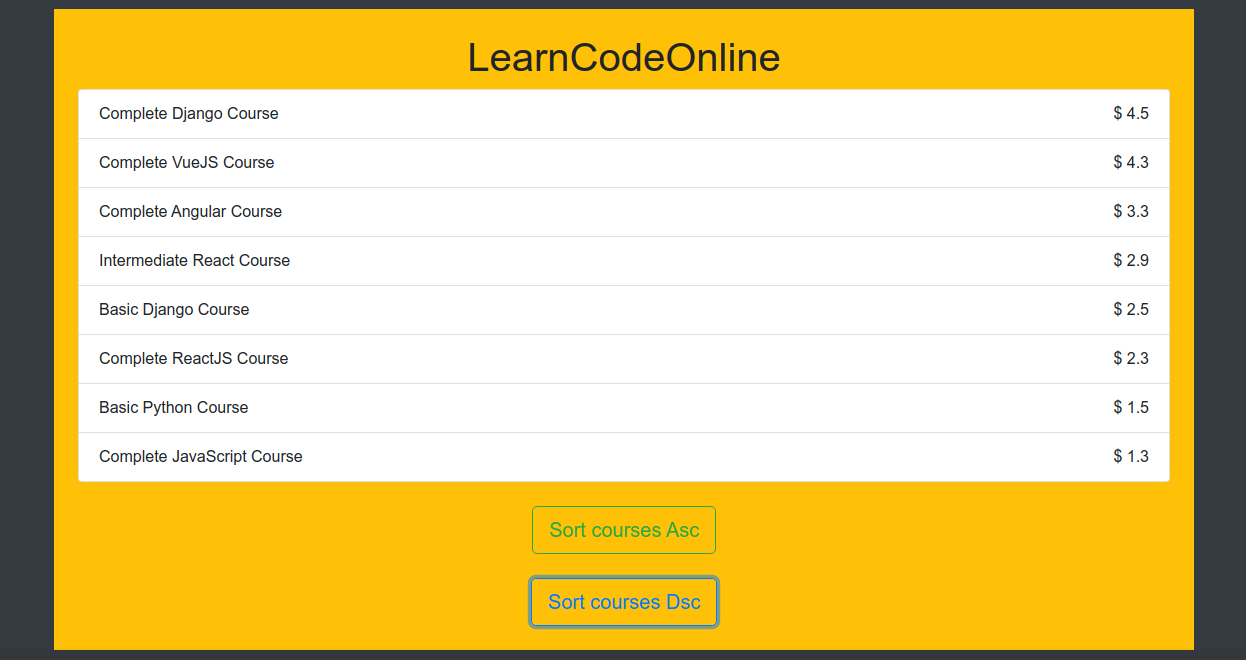 LearnCodeOnline
Complete Django Course $ 4.5
Complete VueJS Course $ 4.3
Complete Angular Course $ 3.3
Intermediate React Course $ 2.9
Basic Django Course $ 2.5
Complete ReactJS Course $ 2.3
Basic Python Course $ 1.5
Complete JavaScript Course $ 1.3
Sort courses Asc
Sort courses Dsc